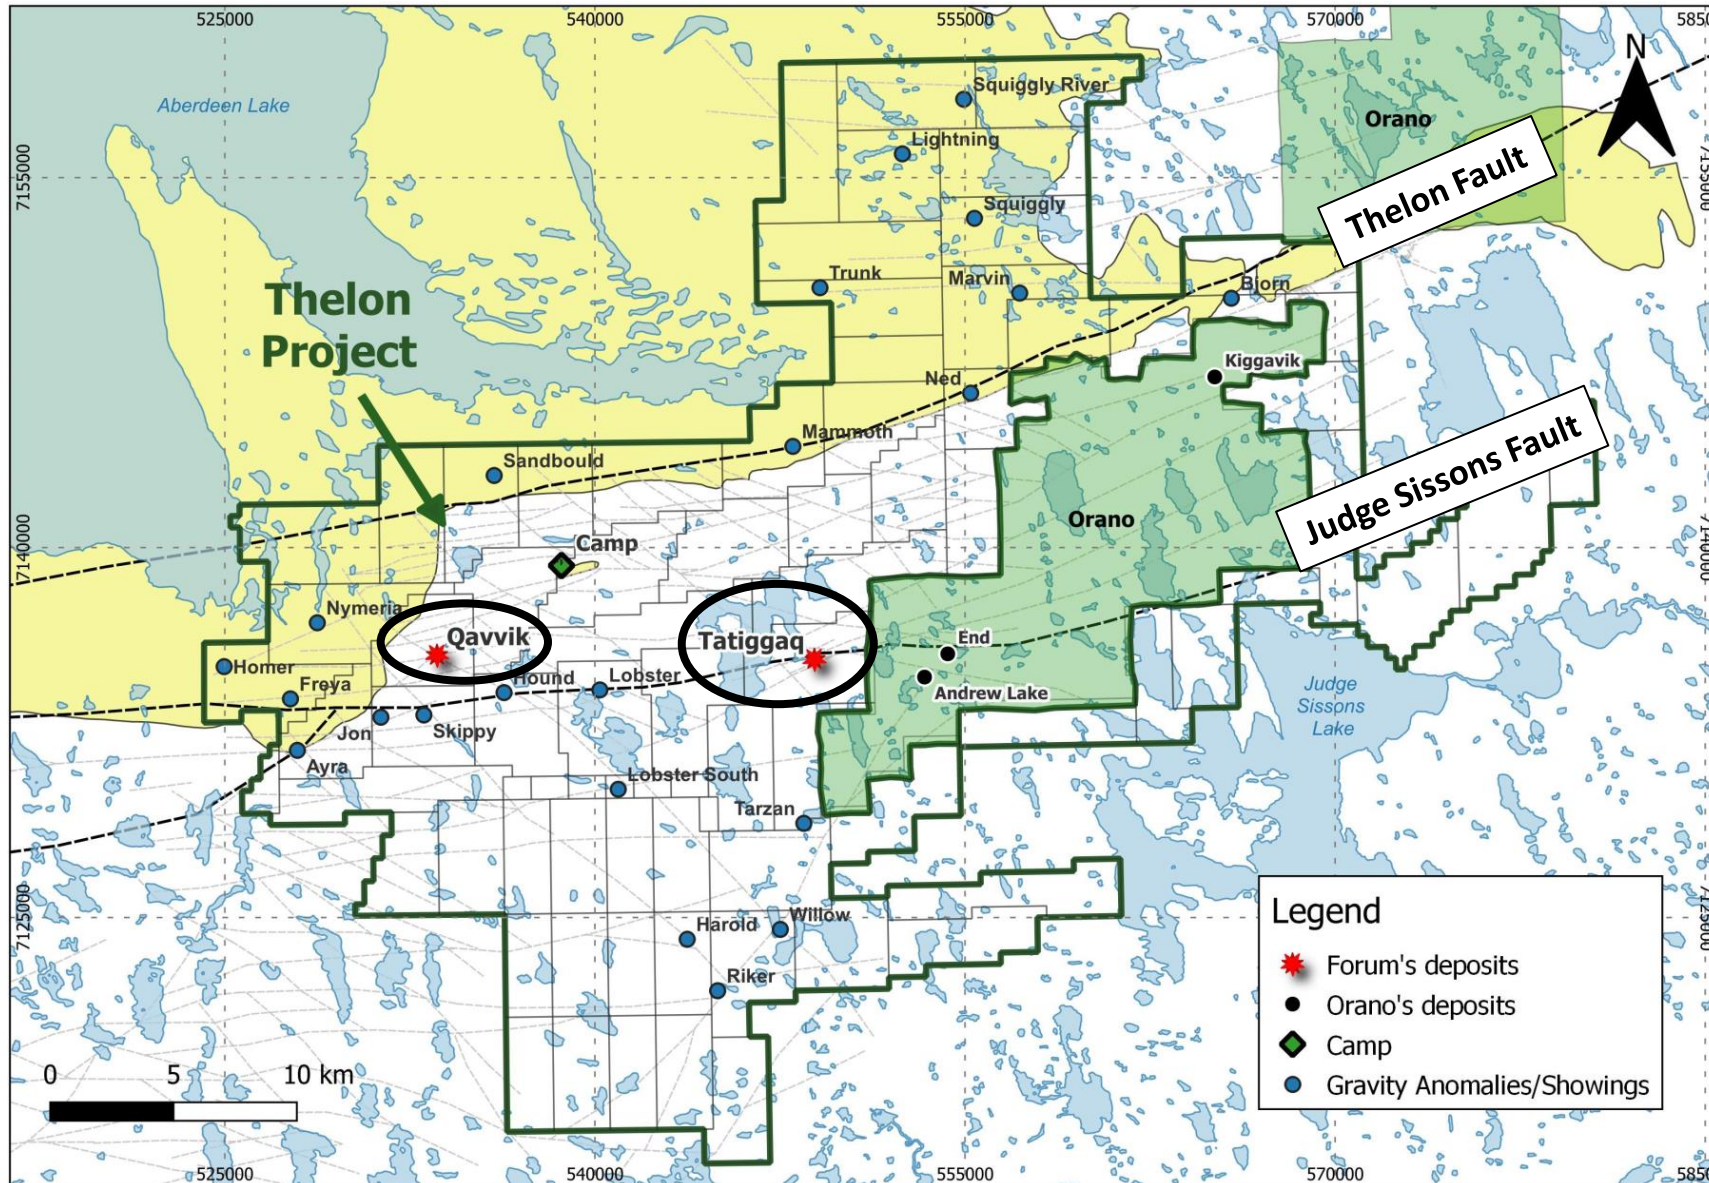 525000
540000
555000
570000
5850
N
Aberdeen Lake
Squiggly River
Orano
Lightning
Thelon Fault
7155000
7155000
Squiggly
Trunk
Marvin
Bjorn
Thelon
Project
Kiggavik
Ned
Mammoth
Judge Sissons Fault
Sandbould
Orano
7140000
7140000
Camp
Nymeria
Qavvik
Tatiggaq
End
Homer
Freya
Hound
Lobster
Andrew Lake
Judge
Sissons
Lake
Jon
Skippy
Ayra
Lobster South
Tarzan
7125000
7125000
Harold
Willow
Riker
Legend
Forum's deposits
Orano's deposits
Camp
Gravity Anomalies/Showings
0 5 10 km
525000
540000
555000
570000
5850